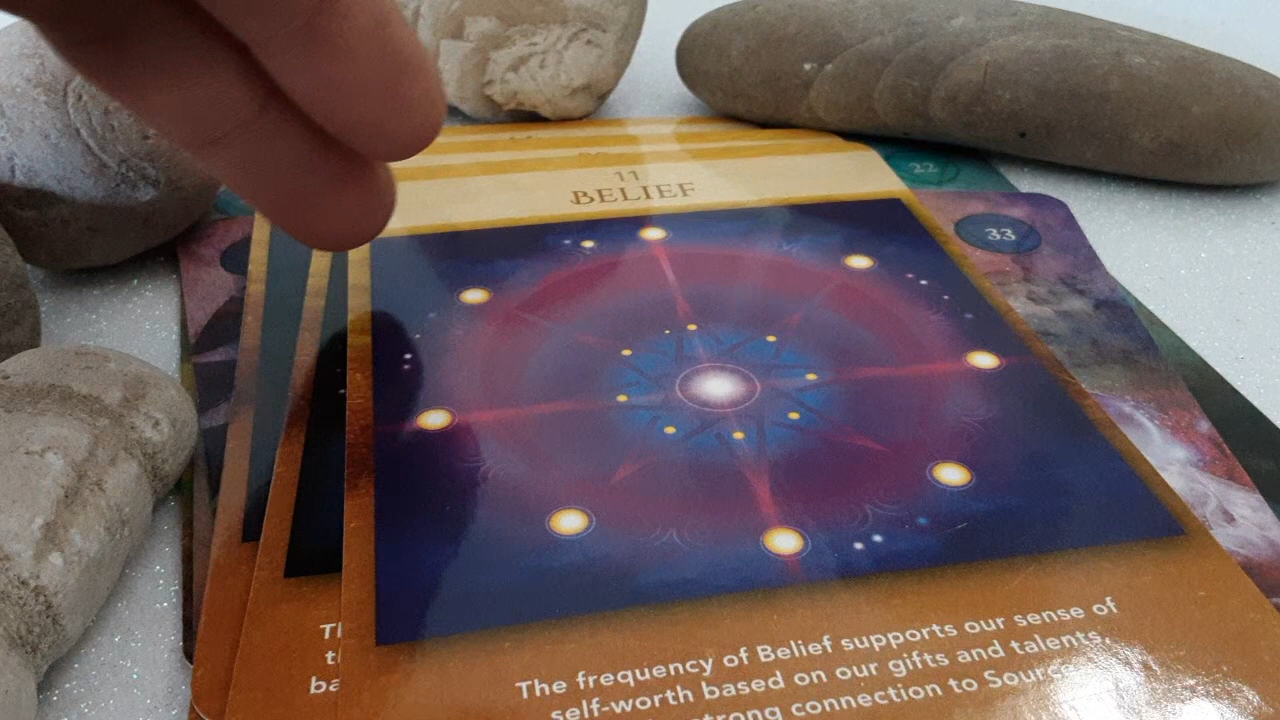 11
BELIEF
22
33
The frequency of Belief supports our sense of
self-worth based on our gifts and talents,
strong connection to Source